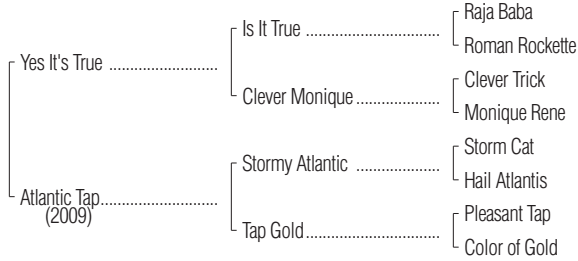 Raja Baba
Is It True ..............................
Roman Rockette
Yes It's True ........................
Clever Trick
Clever Monique ...................
Monique Rene
Storm Cat
Stormy Atlantic ...................
Hail Atlantis
Atlantic Tap..........................
(2009)
Pleasant Tap
Tap Gold..............................
Color of Gold